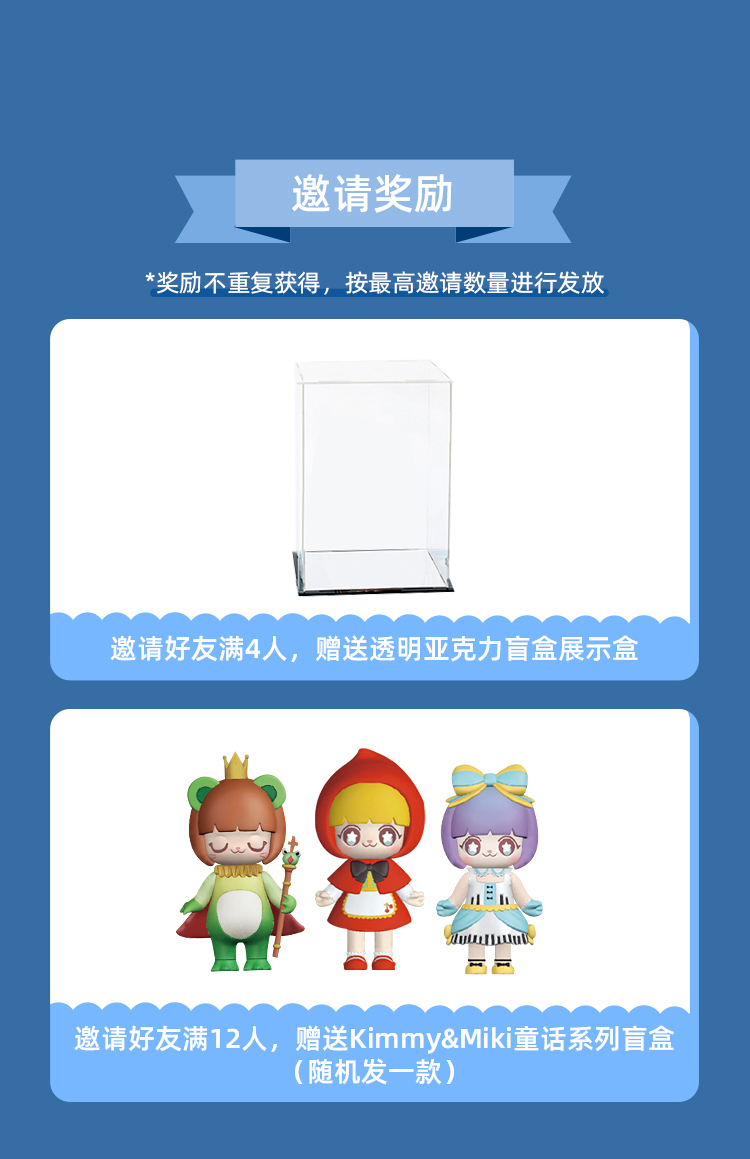 邀请奖励
*奖励不重复获得，按最高邀请数量进行发放
邀请好友满4人，赠送透明亚克力盲盒展示盒
邀请好友满12人，赠送Kimmy&Miki童话系列盲盒
（随机发一款）